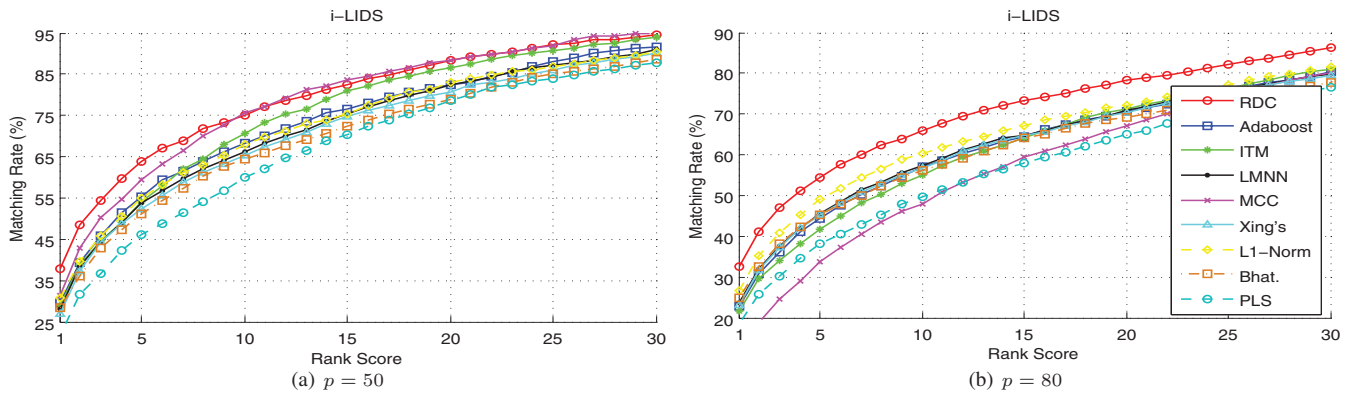 i−LIDS
Matching Rate (%)
95
85
75
65
55
45
35
25
1 5 10 15 20 25 30
Rank Score
(a) p = 50
i−LIDS
Matching Rate (%)
90
80
70
60
50
40
30
20
1 5 10 15 20 25 30
Rank Score
RDC
Adaboost
ITM
LMNN
MCC
Xing's
L1−Norm
Bhat.
PLS
(b) p = 80